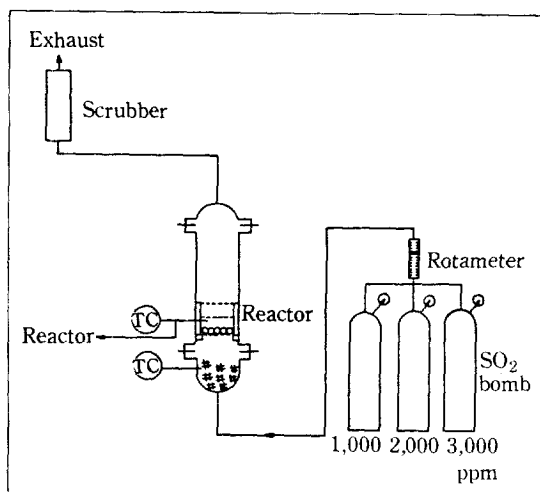 Exhaust
Scrubber
Rotameter
TC
Reactor
Reactor
TC
SO₂
bomb
1,000 2,000 3,000
ppm